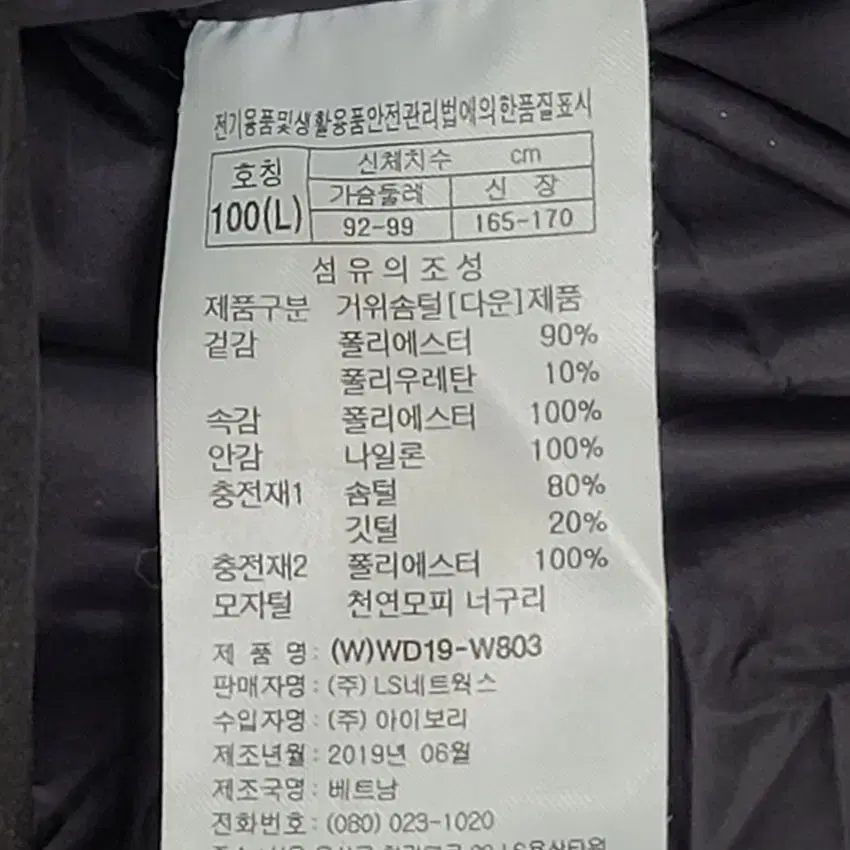 전기용품및생활용품안전관리법에의한품질표시
호칭 신체치수 cm
가슴둘레 신 장
100(L) 92-99 165-170
섬유의조성
제품구분 거위솜털[다운]제품
겉감 폴리에스터 90%
폴리우레탄 10%
속감 폴리에스터 100%
안감 나일론 100%
충전재1 솜털 80%
깃털 20%
충전재2 폴리에스터 100%
모자털 천연모피 너구리
제 품 명 : (W)WD19-W803
판매자명 : (주) LS네트웍스
수입자명 : (주) 아이보리
제조년월 : 2019년 06월
제조국명 : 베트남
전화번호 : (080) 023-1020